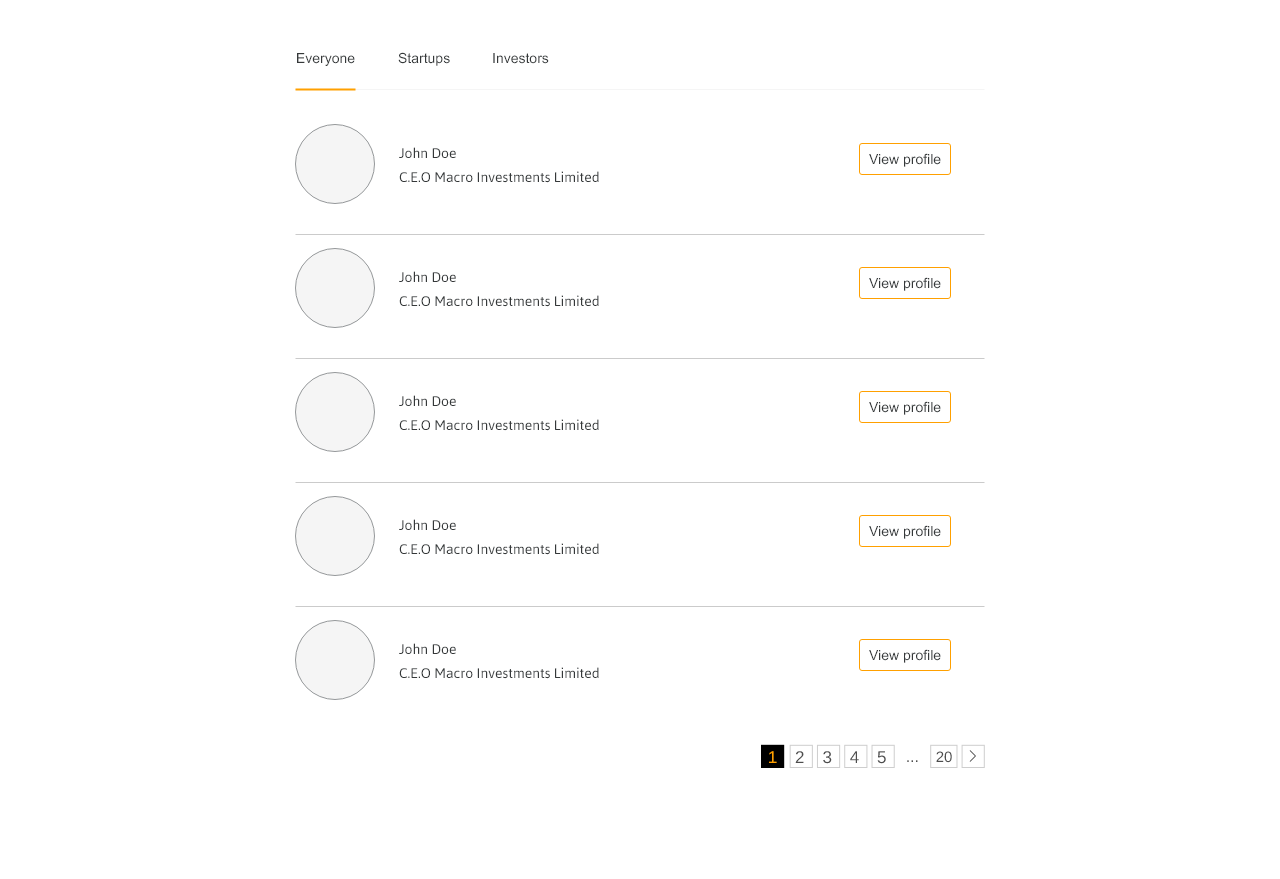 Everyone Startups Investors
John Doe
C.E.O Macro Investments Limited
View profile
John Doe
C.E.O Macro Investments Limited
View profile
John Doe
C.E.O Macro Investments Limited
View profile
John Doe
C.E.O Macro Investments Limited
View profile
John Doe
C.E.O Macro Investments Limited
View profile
1 2 3 4 5 ... 20